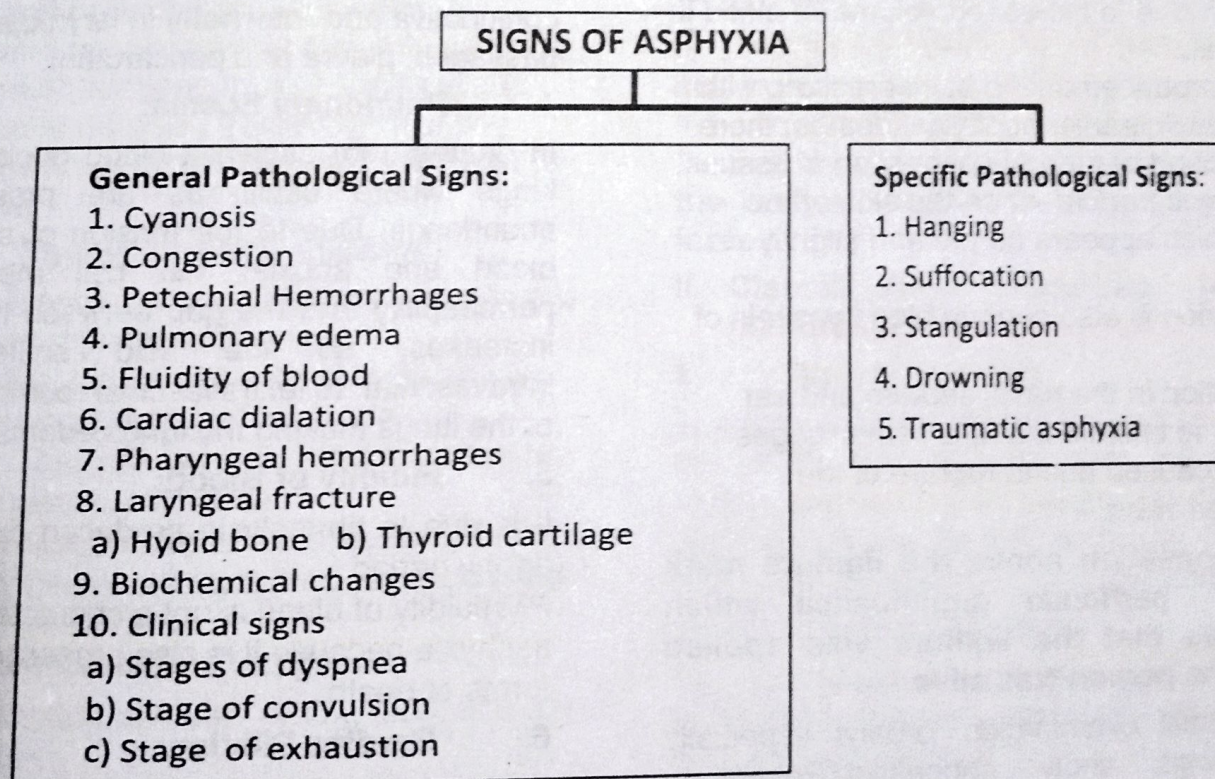 SIGNS OF ASPHYXIA
General Pathological Signs:
1. Cyanosis
2. Congestion
3. Petechial Hemorrhages
4. Pulmonary edema
5. Fluidity of blood
6. Cardiac dialation
7. Pharyngeal hemorrhages
8. Laryngeal fracture
a) Hyoid bone b) Thyroid cartilage
9. Biochemical changes
10. Clinical signs
a) Stages of dyspnea
b) Stage of convulsion
c) Stage of exhaustion
Specific Pathological Signs:
1. Hanging
2. Suffocation
3. Stangulation
4. Drowning
5. Traumatic asphyxia